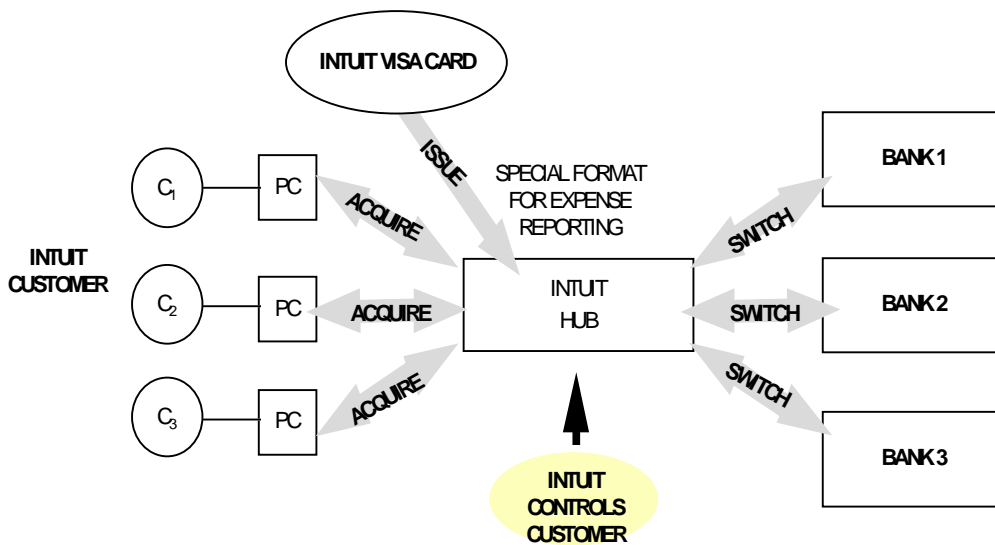 INTUIT VISA CARD
ISSUE
SPECIAL FORMAT
FOR EXPENSE
REPORTING
BANK 1
C1
PC
ACQUIRE
SWITCH
INTUIT
CUSTOMER
C2
PC
ACQUIRE
INTUIT
HUB
SWITCH
BANK 2
C3
PC
ACQUIRE
SWITCH
BANK 3
INTUIT
CONTROLS
CUSTOMER